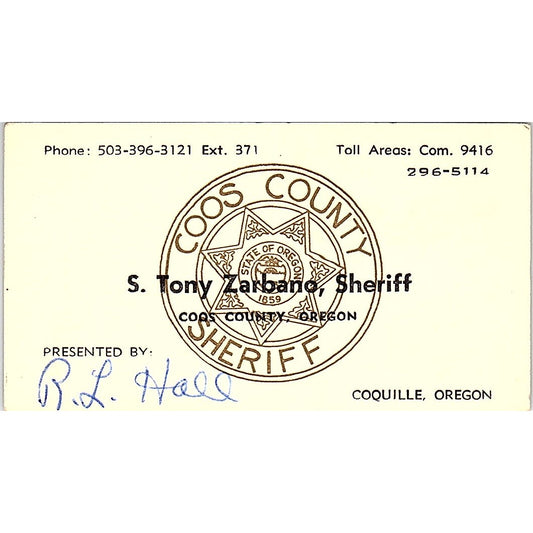 Phone: 503-396-3121 Ext. 371
Toll Areas: Com. 9416
296-5114
COOS COUNTY
STATE OF OREGON
S. Tony Zarbano, Sheriff
1859
COOS COUNTY, OREGON
SHERIFF
PRESENTED BY:
R.L. Hall
COQUILLE, OREGON